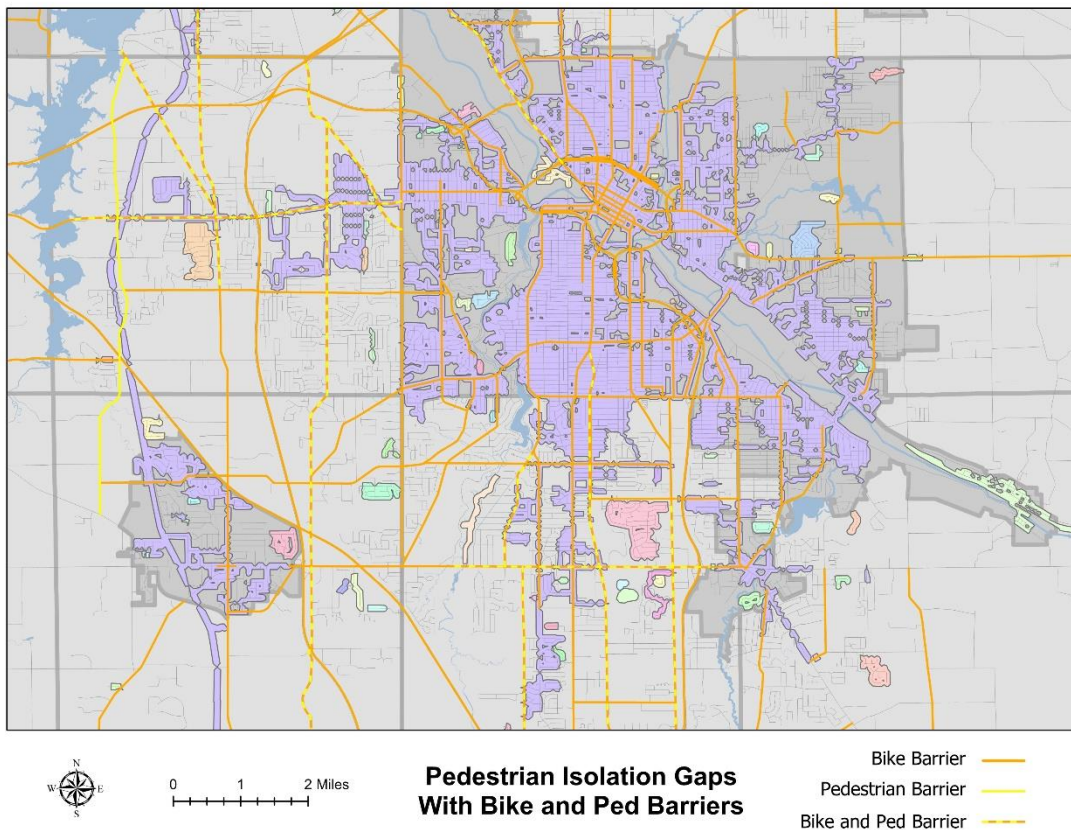 N
W
E
S
0 1 2 Miles
Pedestrian Isolation Gaps
With Bike and Ped Barriers
Bike Barrier
Pedestrian Barrier
Bike and Ped Barrier